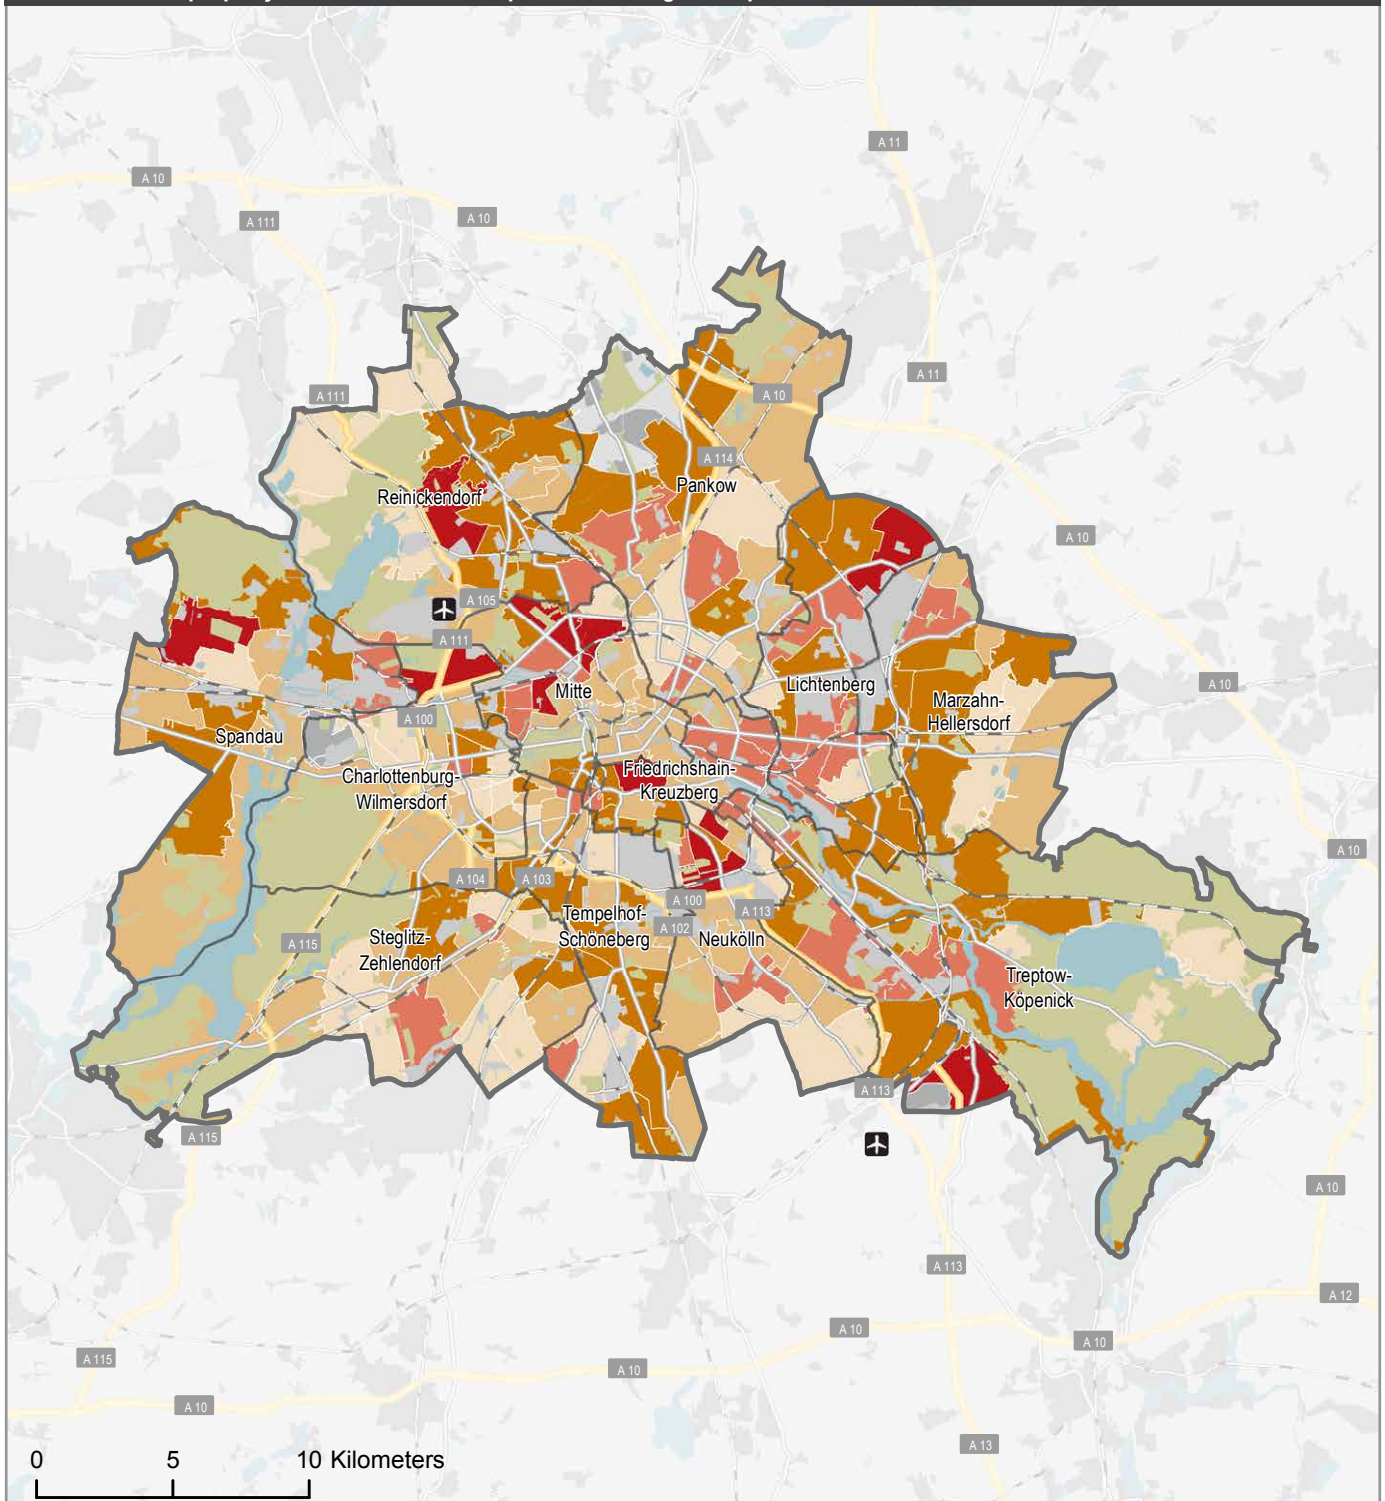 A 11
A 10
A 111
A 10
A 11
A 111
A 10
A 114
Reinickendorf
Pankow
A 10
A 105
A 111
Mitte
Lichtenberg
A 10
Marzahn-
Hellersdorf
A 100
Spandau
Charlottenburg-
Wilmersdorf
Friedrichshain-
Kreuzberg
A 10
A 104
A 103
A 100
A 113
A 102
Tempelhof-
Schöneberg
Neukölln
Steglitz-
Zehlendorf
A 115
Treptow-
Köpenick
A 113
A 115
A 10
A 113
A 12
A 10
A 10
A 115
A 10
A 10
A 13
0 5 10 Kilometers